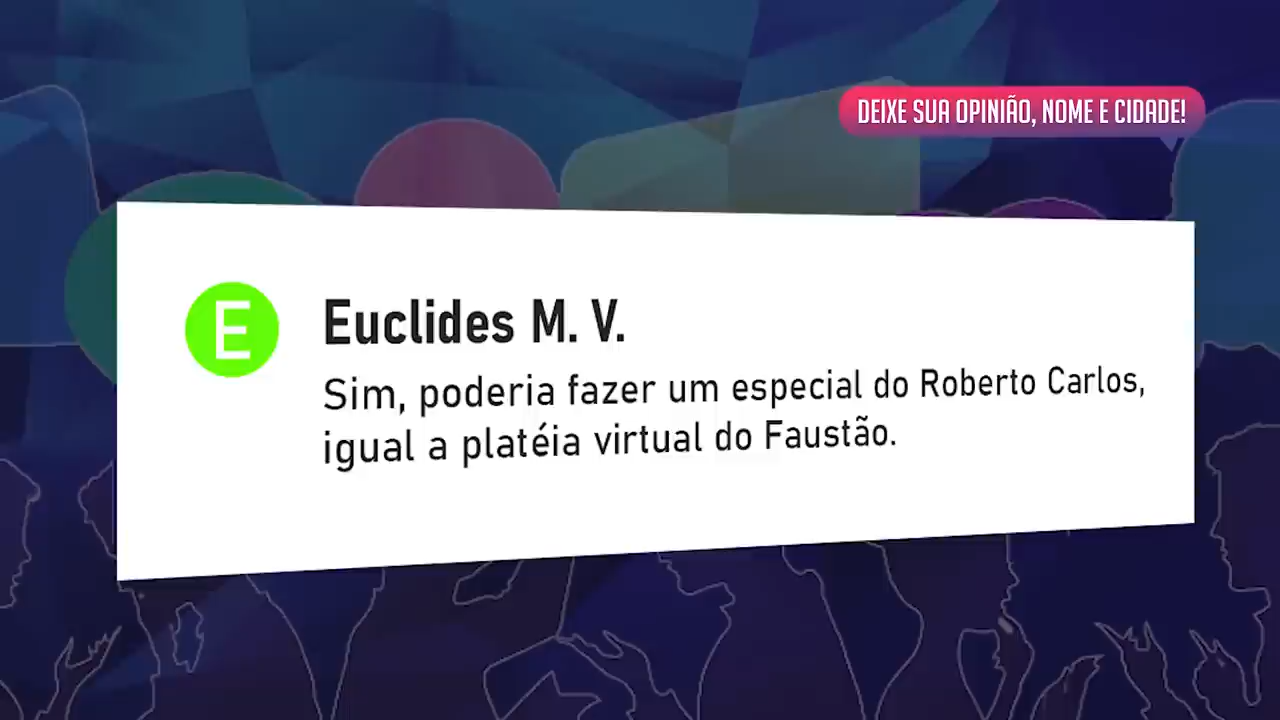 DEIXE SUA OPINIÃO, NOME E CIDADE!
E
Euclides M. V.
Sim, poderia fazer um especial do Roberto Carlos,
igual a platéia virtual do Faustão.